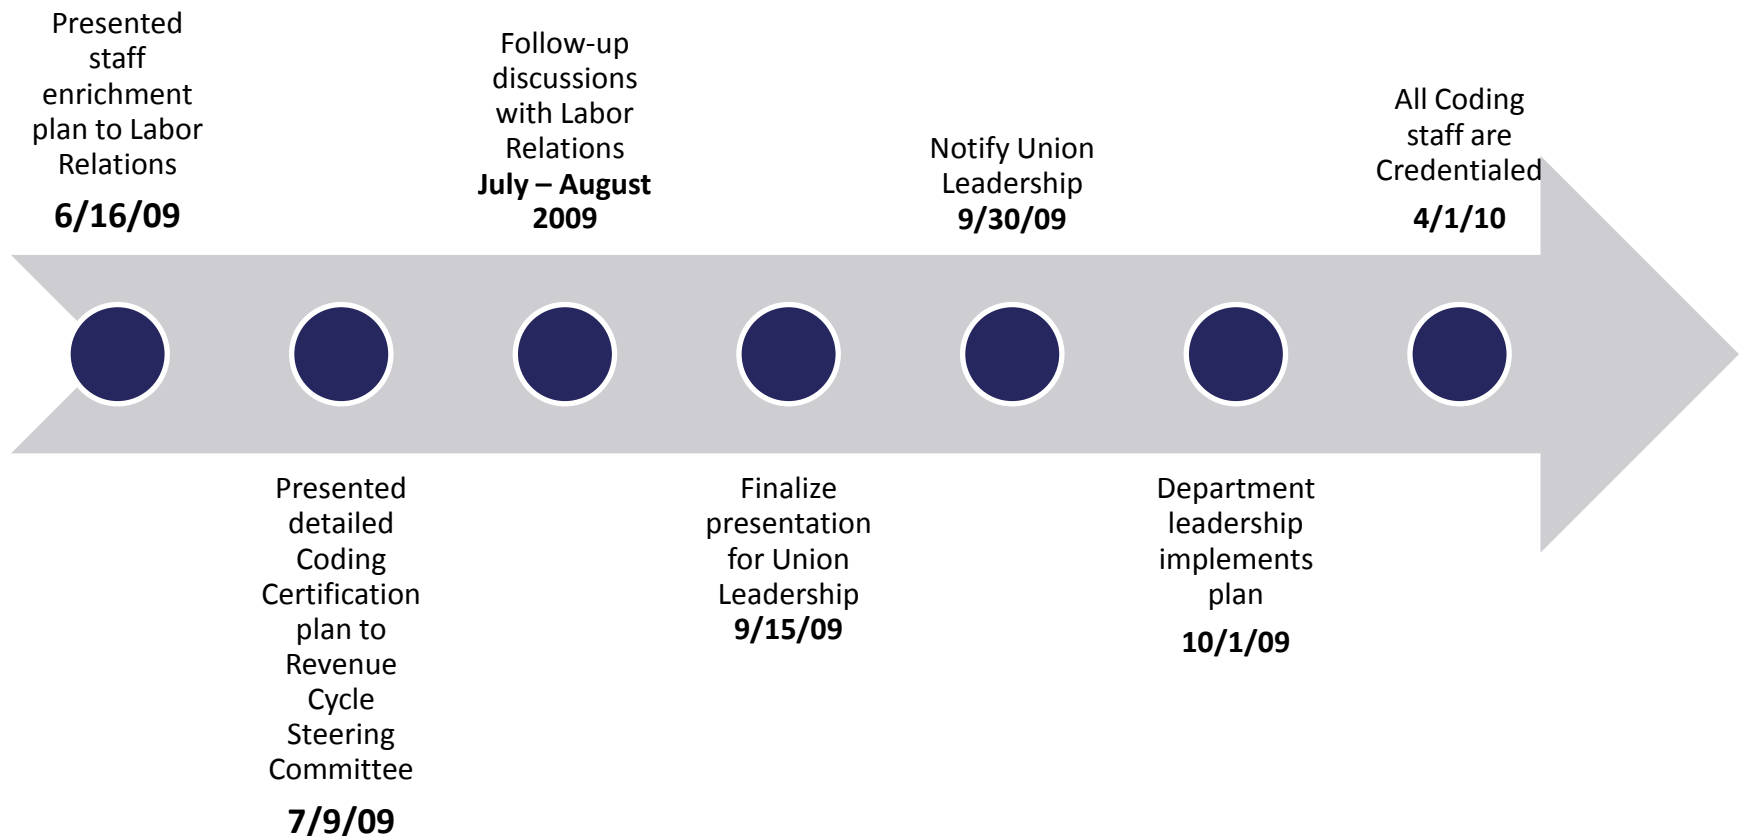 Presented
staff
enrichment
plan to Labor
Relations
6/16/09
Presented
detailed
Coding
Certification
plan to
Revenue
Cycle
Steering
Committee
7/9/09
Follow-up
discussions
with Labor
Relations
July – August
2009
Finalize
presentation
for Union
Leadership
9/15/09
Notify Union
Leadership
9/30/09
Department
leadership
implements
plan
10/1/09
All Coding
staff are
Credentialed
4/1/10